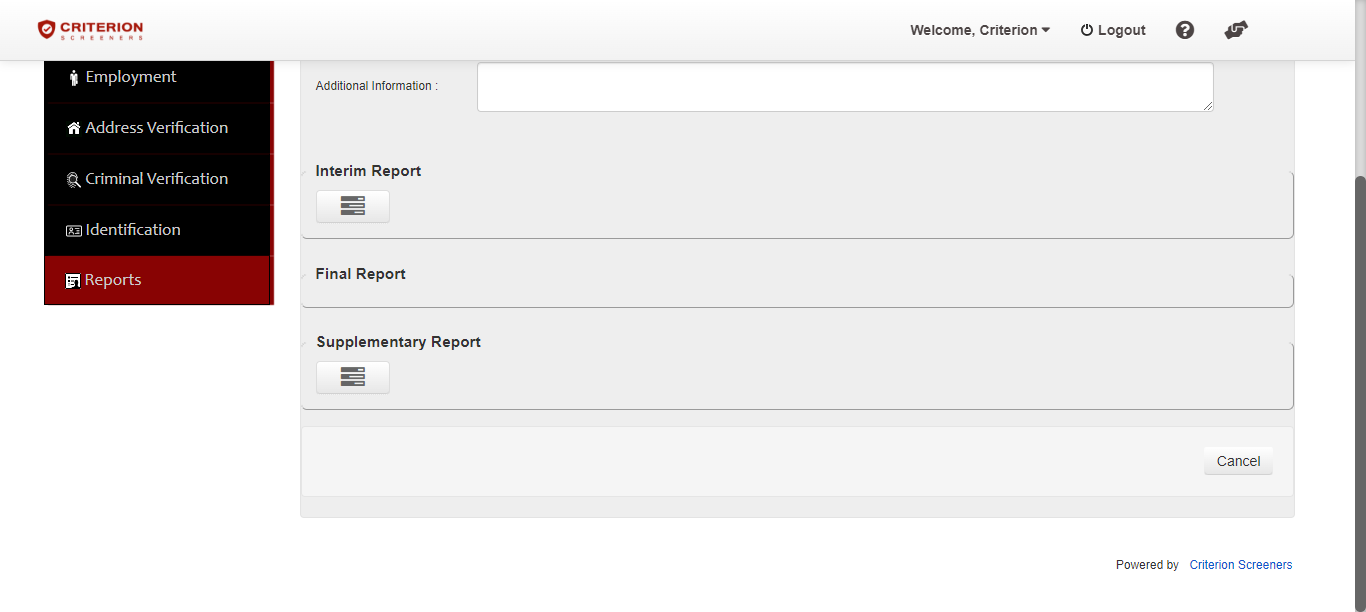 CRITERION
SCREENERS
Welcome, Criterion
Logout
Employment
Address Verification
Criminal Verification
Identification
Reports
Additional Information :
Interim Report
Final Report
Supplementary Report
Cancel
Powered by Criterion Screeners